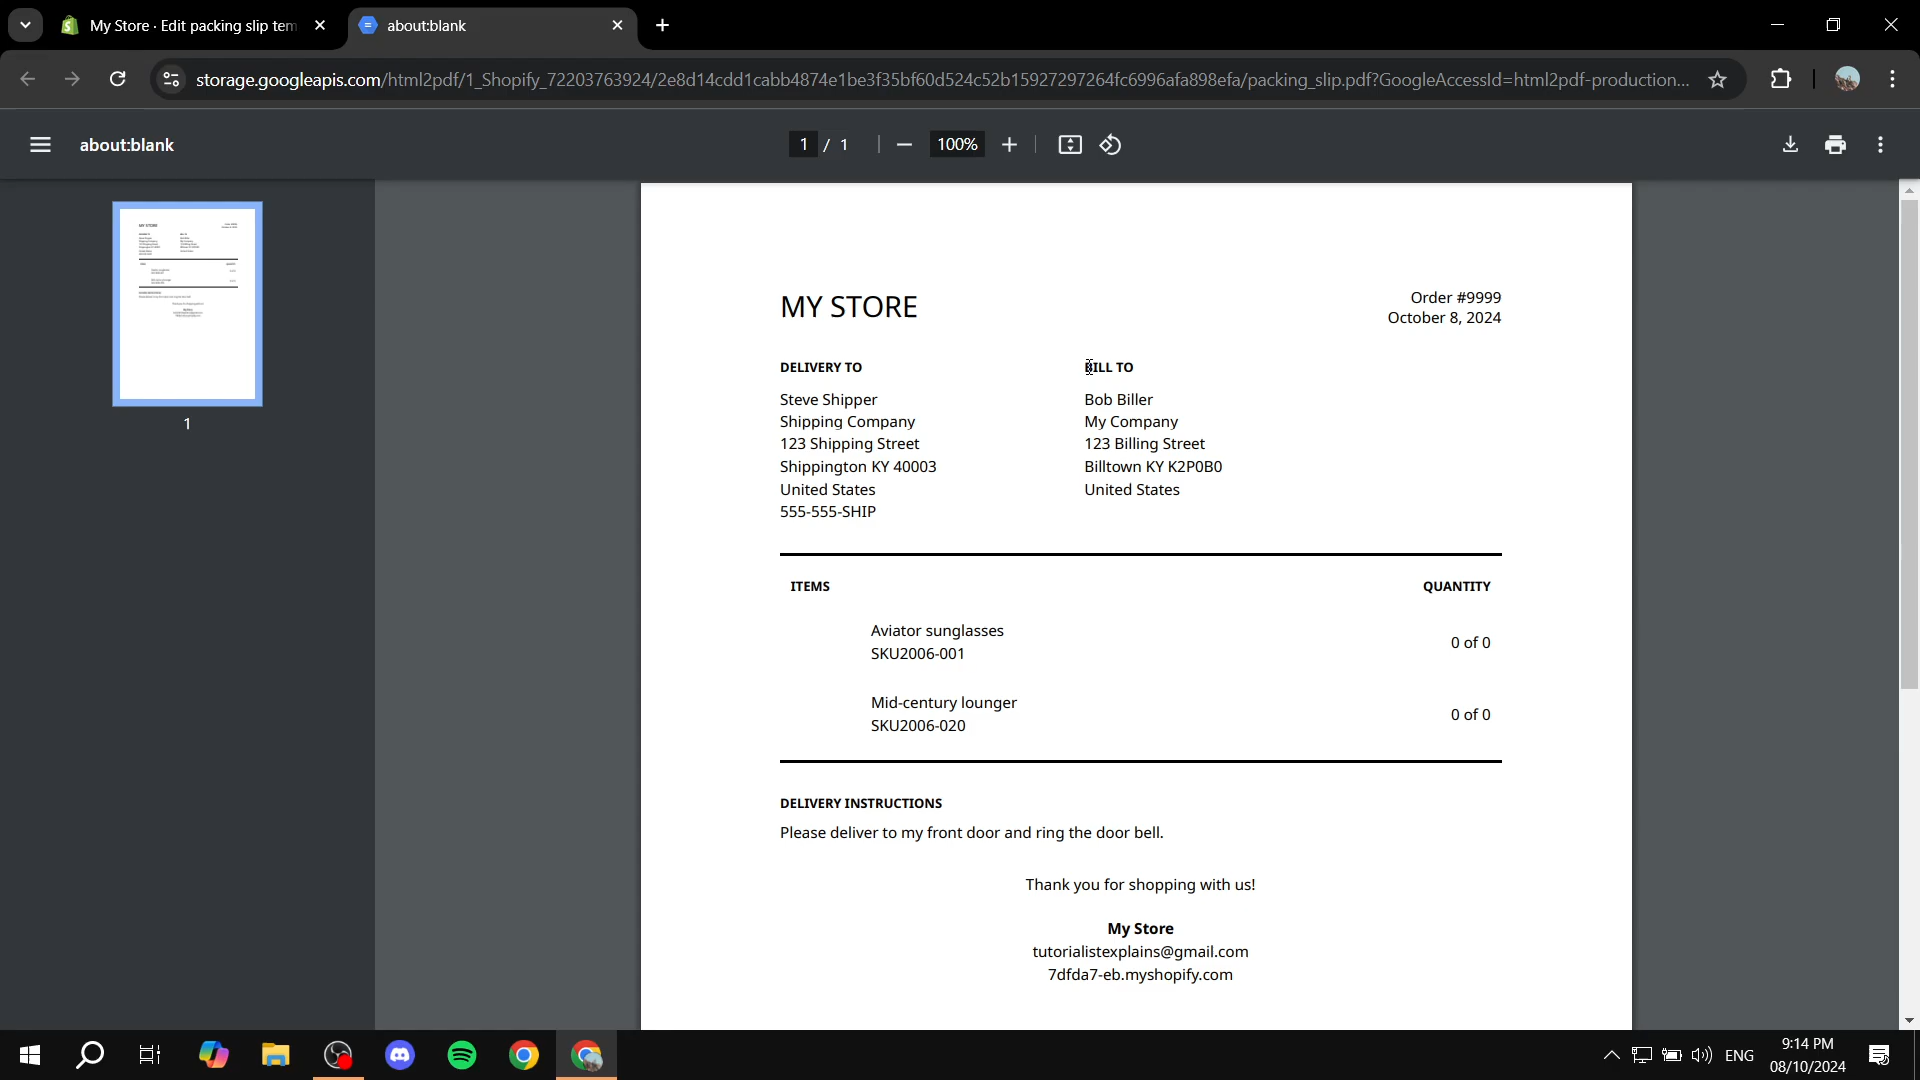 My Store · Edit packing slip tem
about:blank
storage.googleapis.com/html2pdf/1_Shopify_72203763924/2e8d14cdd1cabb4874e1be3f35bf60d524c52b15927297264fc6996afa898efa/packing_slip.pdf?GoogleAccessId=html2pdf-production...
about:blank
1 / 1
100%
1
MY STORE
Order #9999
October 8, 2024
DELIVERY TO
Steve Shipper
Shipping Company
123 Shipping Street
Shippington KY 40003
United States
555-555-SHIP
BILL TO
Bob Biller
My Company
123 Billing Street
Billtown KY K2P0B0
United States
ITEMS
QUANTITY
Aviator sunglasses
SKU2006-001
0 of 0
Mid-century lounger
SKU2006-020
0 of 0
DELIVERY INSTRUCTIONS
Please deliver to my front door and ring the door bell.
Thank you for shopping with us!
My Store
tutorialistexplains@gmail.com
7dfda7-eb.myshopify.com
ENG
9:14 PM
08/10/2024